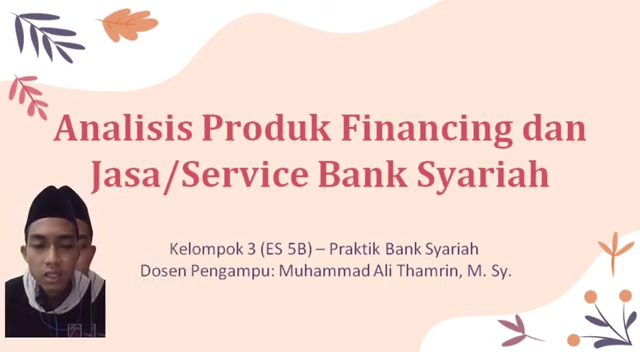 Analisis Produk Financing dan
Jasa/Service Bank Syariah
Kelompok 3 (ES 5B) – Praktik Bank Syariah
Dosen Pengampu: Muhammad Ali Thamrin, M. Sy.